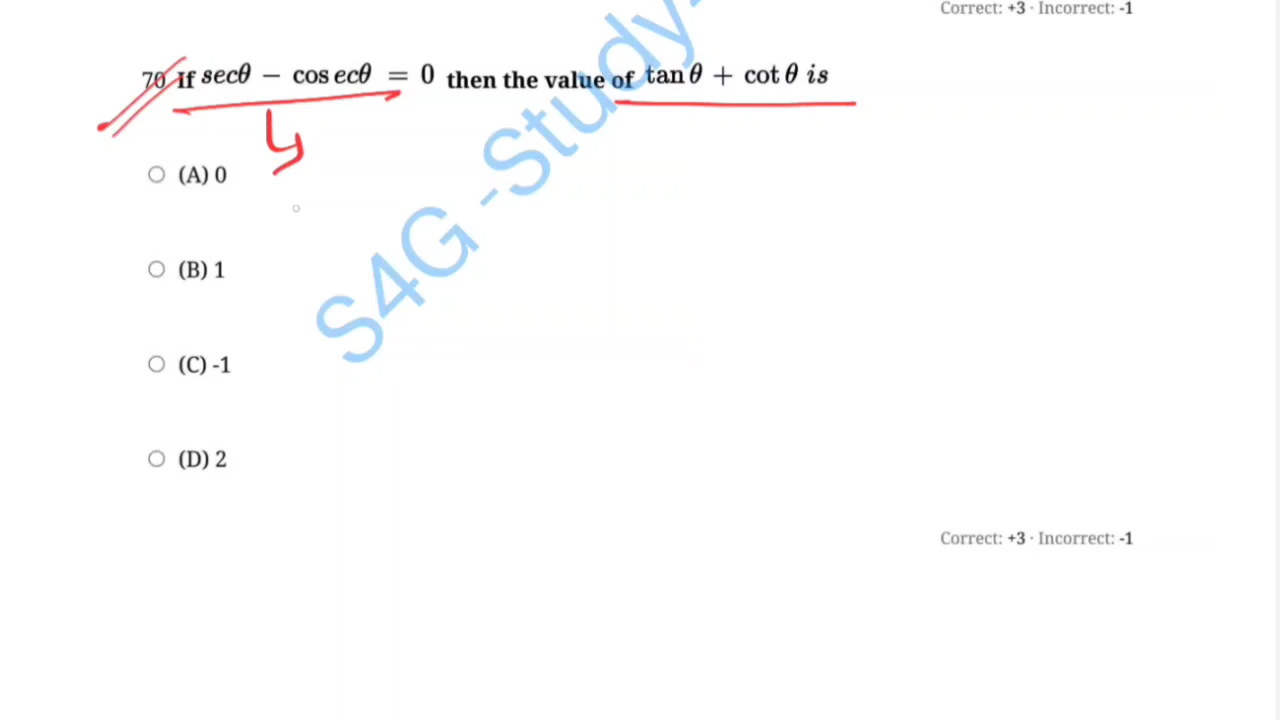 Correct: +3 · Incorrect: -1
70 If secθ − cosecθ = 0 then the value of tanθ + cotθ is
(A) 0
(B) 1
(C) -1
(D) 2
S4G -Study-
Correct: +3 · Incorrect: -1